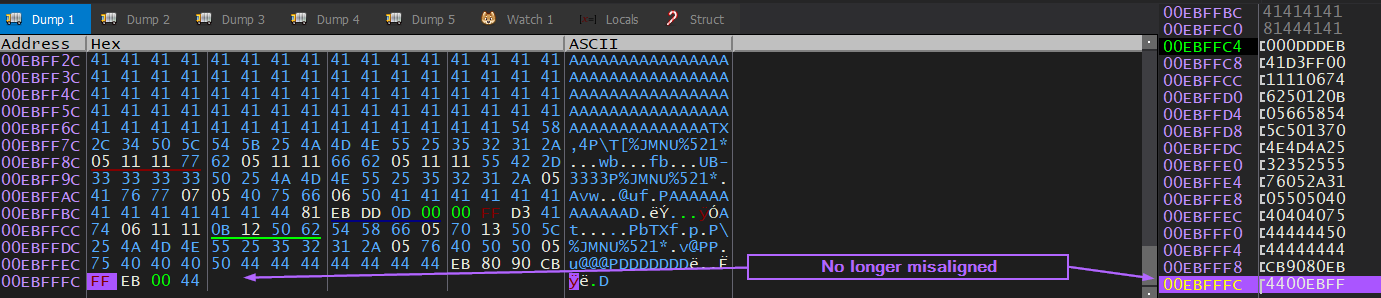 Dump 1 Dump 2 Dump 3 Dump 4 Dump 5 Watch 1 [x=] Locals Struct
Address Hex ASCII
00EBFF2C 41 41 41 41 41 41 41 41 41 41 41 41 41 41 41 41 AAAAAAAAAAAAAAAA
00EBFF3C 41 41 41 41 41 41 41 41 41 41 41 41 41 41 41 41 AAAAAAAAAAAAAAAA
00EBFF4C 41 41 41 41 41 41 41 41 41 41 41 41 41 41 41 41 AAAAAAAAAAAAAAAA
00EBFF5C 41 41 41 41 41 41 41 41 41 41 41 41 41 41 41 41 AAAAAAAAAAAAAAAA
00EBFF6C 41 41 41 41 41 41 41 41 41 41 41 41 41 41 54 58 AAAAAAAAAAAAAATX
00EBFF7C 2C 34 50 5C 54 5B 25 4A 4D 4E 55 25 35 32 31 2A ,4P\T[%JMNU%521*
00EBFF8C 05 11 11 77 62 05 11 11 66 62 05 11 11 55 42 2D ...wb...fb...UB-
00EBFF9C 33 33 33 33 50 25 4A 4D 4E 55 25 35 32 31 2A 05 3333P%JMNU%521*.
00EBFFAC 41 76 77 07 05 40 75 66 06 50 41 41 41 41 41 41 Avw..@uf.PAAAAAA
00EBFFBC 41 41 41 41 41 41 44 81 EB DD 0D 00 00 FF D3 41 AAAAAAD.ëÝ...ÿÓA
00EBFFCC 74 06 11 11 0B 12 50 62 54 58 66 05 70 13 50 5C t.....PbTXf.p.P\
00EBFFDC 25 4A 4D 4E 55 25 35 32 31 2A 05 76 40 50 50 05 %JMNU%521*.v@PP.
00EBFFEC 75 40 40 40 50 44 44 44 44 44 44 44 EB 80 90 CB u@@@PDDDDDDDë..Ë
00EBFFFC FF EB 00 44 ÿë.D
No longer misaligned
00EBFFBC 41414141
00EBFFC0 81444141
00EBFFC4 000DDDEB
00EBFFC8 41D3FF00
00EBFFCC 11110674
00EBFFD0 6250120B
00EBFFD4 05665854
00EBFFD8 5C501370
00EBFFDC 4E4D4A25
00EBFFE0 32352555
00EBFFE4 76052A31
00EBFFE8 05505040
00EBFFEC 40404075
00EBFFF0 44444450
00EBFFF4 44444444
00EBFFF8 CB9080EB
00EBFFFC 4400EBFF